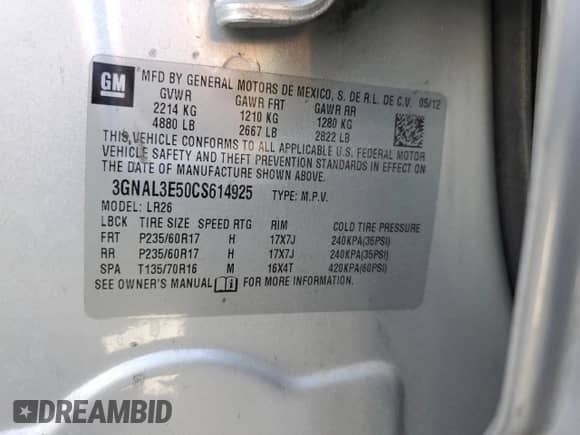 GM
MFD BY GENERAL MOTORS DE MEXICO, S. DE R.L. DE C.V. 05/12
GVWR GAWR FRT GAWR RR
2214 KG 1210 KG 1280 KG
4880 LB 2667 LB 2822 LB
THIS VEHICLE CONFORMS TO ALL APPLICABLE U.S. FEDERAL MOTOR
VEHICLE SAFETY AND THEFT PREVENTION STANDARDS IN EFFECT ON
THE DATE OF MANUFACTURE SHOWN ABOVE.
3GNAL3E50CS614925 TYPE: M.P.V.
MODEL: LR26
LBCK TIRE SIZE SPEED RTG RIM COLD TIRE PRESSURE
FRT P235/60R17 H 17X7J 240KPA(35PSI)
RR P235/60R17 H 17X7J 240KPA(35PSI)
SPA T135/70R16 M 16X4T 420KPA(60PSI)
SEE OWNER'S MANUAL FOR MORE INFORMATION.
DREAMBID